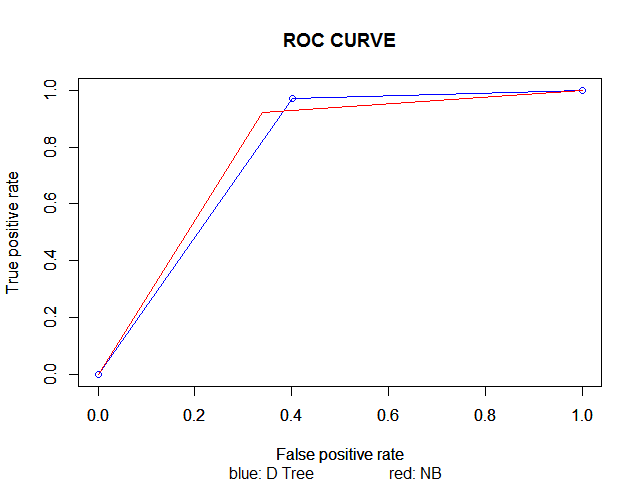 ROC CURVE
True positive rate
1.0
0.8
0.6
0.4
0.2
0.0
0.0 0.2 0.4 0.6 0.8 1.0
False positive rate
blue: D Tree red: NB